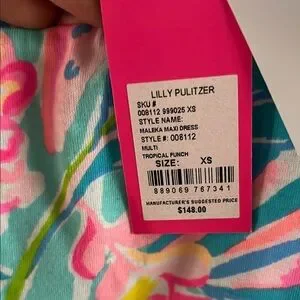 LILLY PULITZER
SKU #
008112 999025 XS
STYLE NAME:
MALEKA MAXI DRESS
STYLE #: 008112
MULTI
TROPICAL PUNCH
SIZE: XS
889069 767341
MANUFACTURER'S SUGGESTED PRICE
$148.00